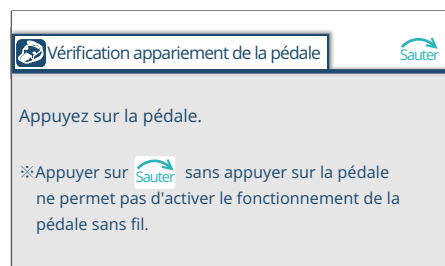 Vérification appariement de la pédale
Sauter
Appuyez sur la pédale.
※Appuyer sur Sauter sans appuyer sur la pédale
ne permet pas d'activer le fonctionnement de la
pédale sans fil.